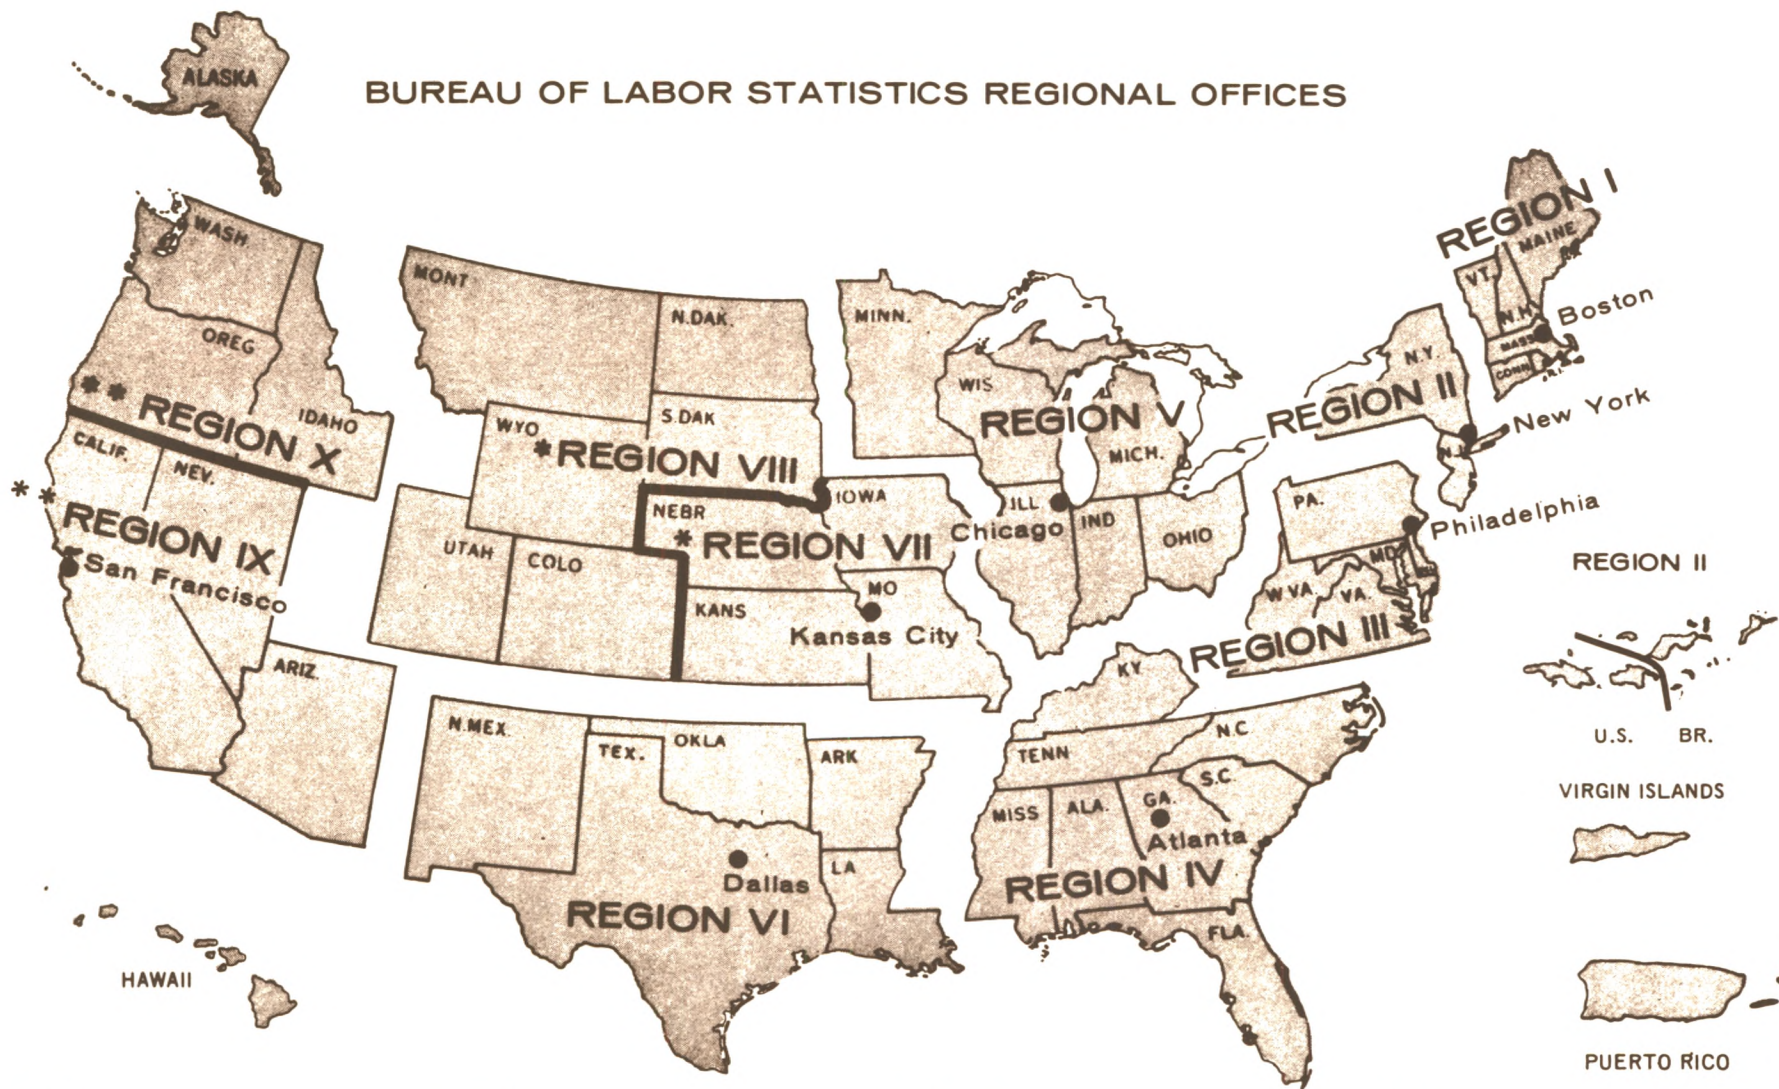 ALASKA
BUREAU OF LABOR STATISTICS REGIONAL OFFICES
REGION I
MAINE
WASH.
VT.
N.H.
Boston
MONT
N.DAK.
MINN.
OREG
MASS
CONN.
R.I.
N.Y.
WIS.
** REGION X
IDAHO
S.DAK
REGION V
REGION II
New York
WYO
*REGION VIII
MICH.
CALIF.
NEV.
N.J.
**
REGION IX
IOWA
ILL
Chicago
IND
OHIO
PA.
Philadelphia
NEBR
* REGION VII
MD.
REGION II
UTAH
COLO
San Francisco
W VA.
VA.
KANS
MO
Kansas City
REGION III
KY
ARIZ.
U.S. BR.
VIRGIN ISLANDS
N.MEX.
TEX.
OKLA
ARK
TENN
N.C
S.C.
MISS
ALA.
GA.
Atlanta
Dallas
LA
REGION IV
REGION VI
FLA.
HAWAII
PUERTO RICO